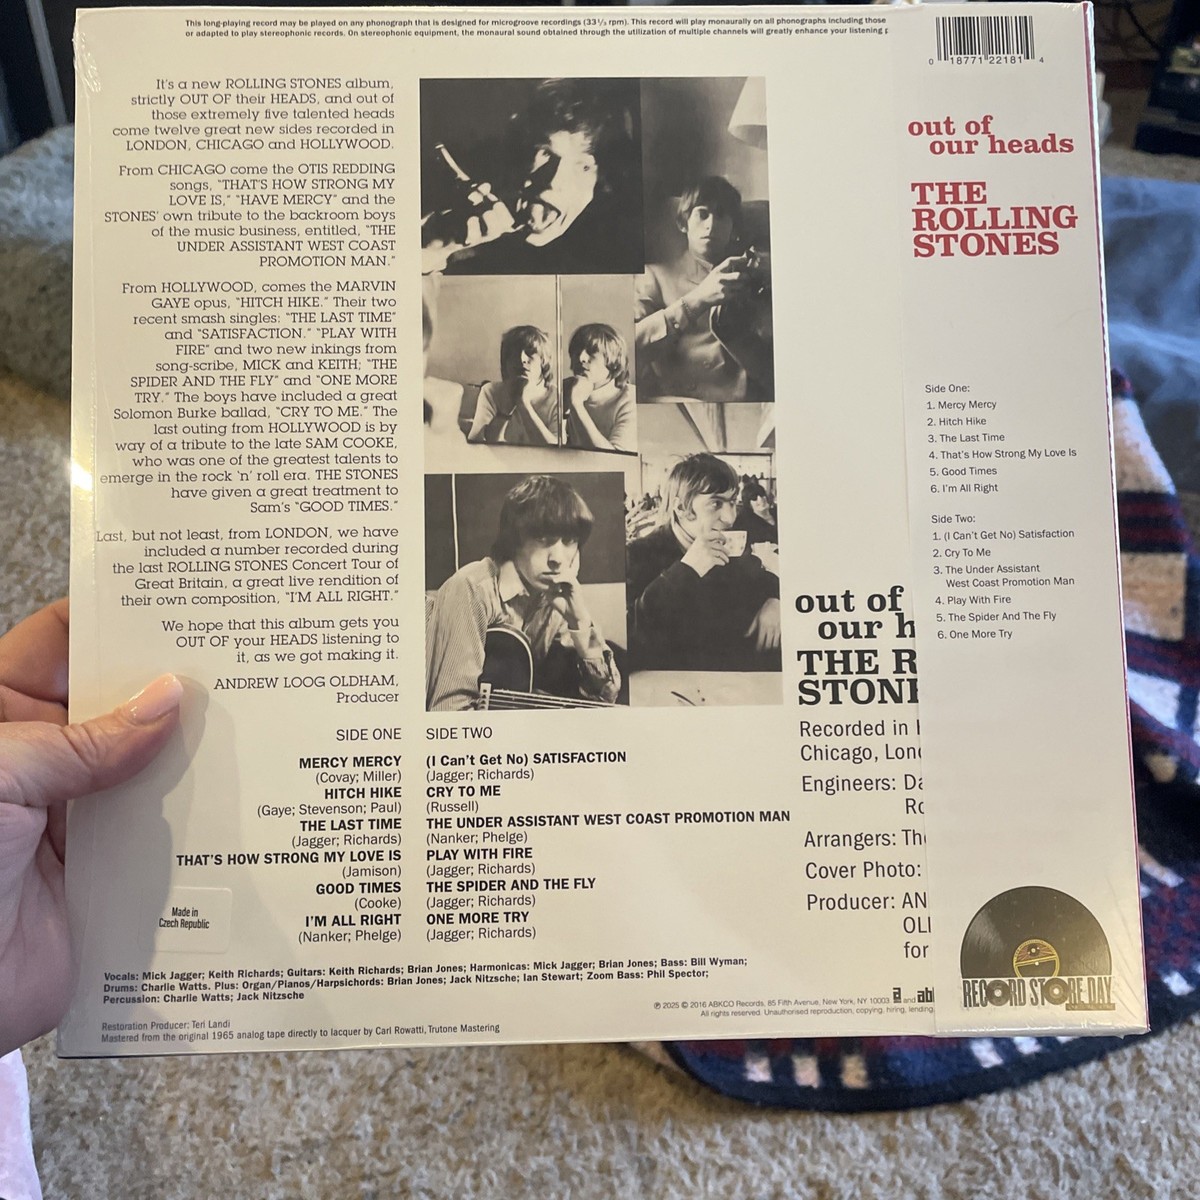 This long-playing record may be played on any phonograph that is designed for microgroove recordings (33 1/3 rpm). This record will play monaurally on all phonographs including those
or adapted to play stereophonic records. On stereophonic equipment, the monaural sound obtained through the utilization of multiple channels will greatly enhance your listening
0 18771 22181 4
It's a new ROLLING STONES album,
strictly OUT OF their HEADS, and out of
those extremely five talented heads
come twelve great new sides recorded in
LONDON, CHICAGO and HOLLYWOOD.
From CHICAGO come the OTIS REDDING
songs, "THAT'S HOW STRONG MY
LOVE IS," "HAVE MERCY" and the
STONES' own tribute to the backroom boys
of the music business, entitled, "THE
UNDER ASSISTANT WEST COAST
PROMOTION MAN."
From HOLLYWOOD, comes the MARVIN
GAYE opus, "HITCH HIKE." Their two
recent smash singles: "THE LAST TIME"
and "SATISFACTION." "PLAY WITH
FIRE" and two new inkings from
song-scribe, MICK and KEITH; "THE
SPIDER AND THE FLY" and "ONE MORE
TRY." The boys have included a great
Solomon Burke ballad, "CRY TO ME." The
last outing from HOLLYWOOD is by
way of a tribute to the late SAM COOKE,
who was one of the greatest talents to
emerge in the rock 'n' roll era. THE STONES
have given a great treatment to
Sam's "GOOD TIMES."
Last, but not least, from LONDON, we have
included a number recorded during
the last ROLLING STONES Concert Tour of
Great Britain, a great live rendition of
their own composition, "I'M ALL RIGHT."
We hope that this album gets you
OUT OF your HEADS listening to
it, as we got making it.
ANDREW LOOG OLDHAM,
Producer
SIDE ONE
MERCY MERCY
(Covay; Miller)
HITCH HIKE
(Gaye; Stevenson; Paul)
THE LAST TIME
(Jagger; Richards)
THAT'S HOW STRONG MY LOVE IS
(Jamison)
GOOD TIMES
(Cooke)
I'M ALL RIGHT
(Nanker; Phelge)
SIDE TWO
(I Can't Get No) SATISFACTION
(Jagger; Richards)
CRY TO ME
(Russell)
THE UNDER ASSISTANT WEST COAST PROMOTION MAN
(Nanker; Phelge)
PLAY WITH FIRE
(Jagger; Richards)
THE SPIDER AND THE FLY
(Jagger; Richards)
ONE MORE TRY
(Jagger; Richards)
Made in
Czech Republic
Vocals: Mick Jagger; Keith Richards; Guitars: Keith Richards; Brian Jones; Harmonicas: Mick Jagger; Brian Jones; Bass: Bill Wyman;
Drums: Charlie Watts. Plus: Organ/Pianos/Harpsichords: Brian Jones; Jack Nitzsche; Ian Stewart; Zoom Bass: Phil Spector;
Percussion: Charlie Watts; Jack Nitzsche
Restoration Producer: Teri Landi
Mastered from the original 1965 analog tape directly to lacquer by Carl Rowatti, Trutone Mastering
out of
our h
THE R
STON
Recorded in
Chicago, Lon
Engineers: Da
Ro
Arrangers: Th
Cover Photo:
Producer: AN
OL
for
℗ 2025 © 2016 ABKCO Records, 85 Fifth Avenue, New York, NY 10003 a and ab
All rights reserved. Unauthorised reproduction, copying, hiring, lending,
out of
our heads
THE
ROLLING
STONES
Side One:
1. Mercy Mercy
2. Hitch Hike
3. The Last Time
4. That's How Strong My Love Is
5. Good Times
6. I'm All Right
Side Two:
1. (I Can't Get No) Satisfaction
2. Cry To Me
3. The Under Assistant
West Coast Promotion Man
4. Play With Fire
5. The Spider And The Fly
6. One More Try
RECORD STORE DAY